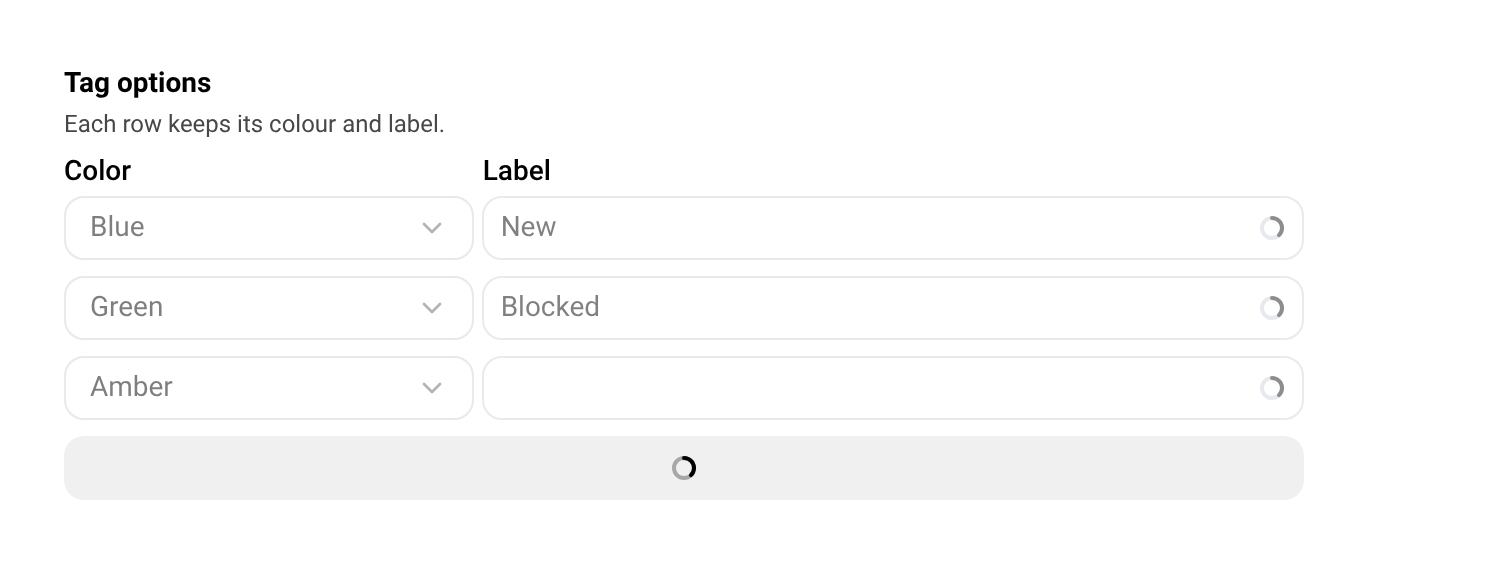 Tag options
Each row keeps its colour and label.
Color Label
Blue New
Green Blocked
Amber